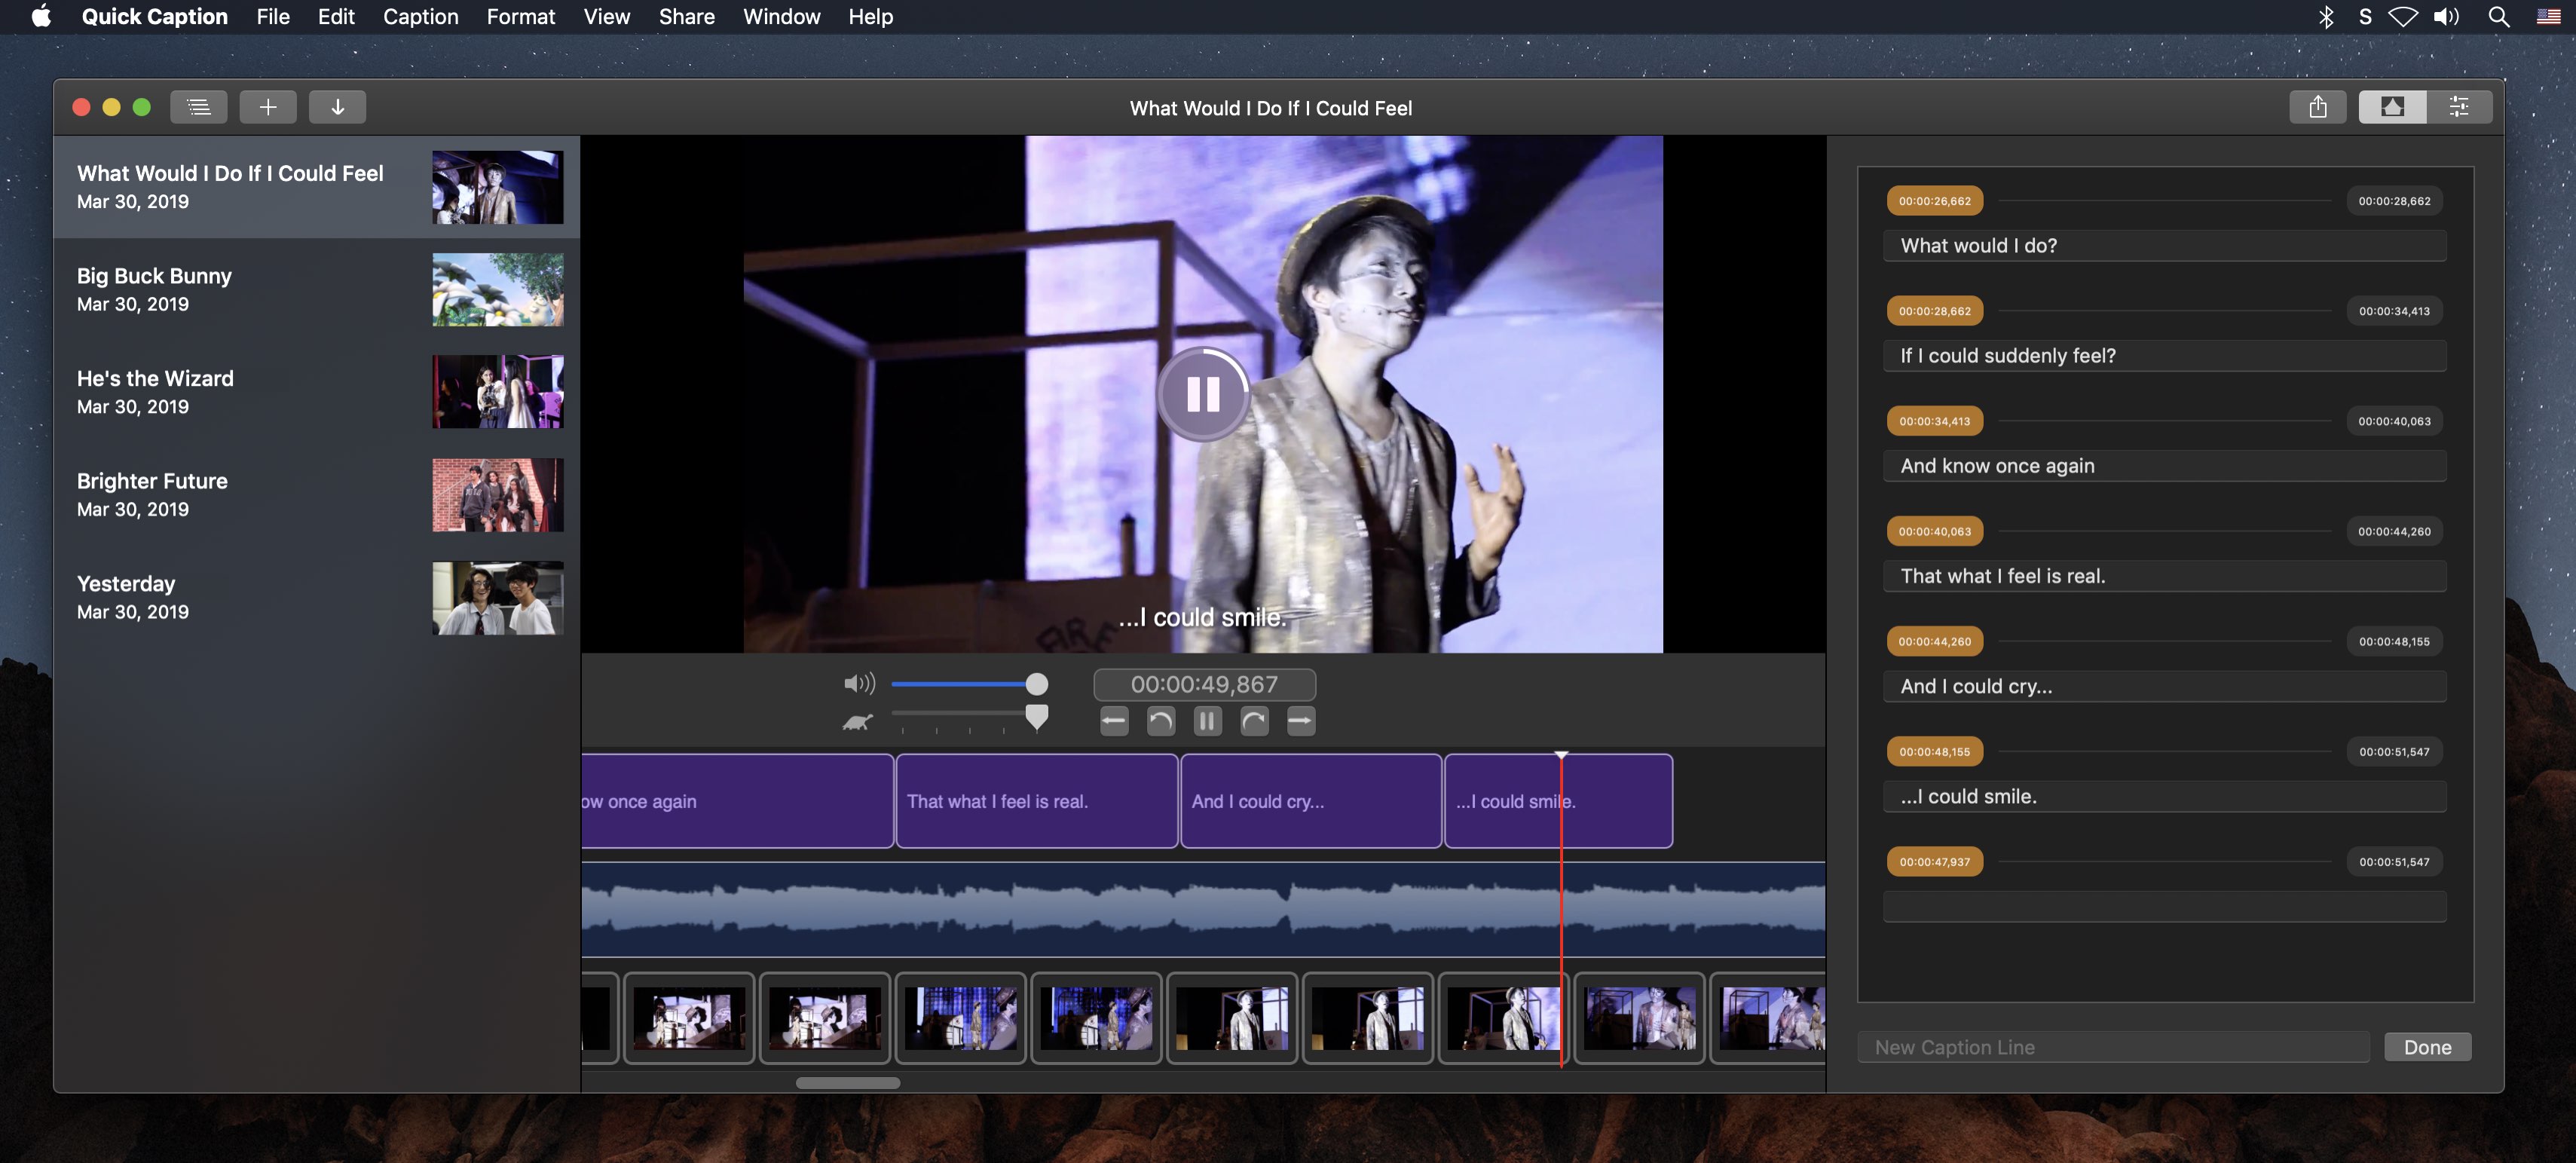 Quick Caption File Edit Caption Format View Share Window Help S
What Would I Do If I Could Feel
What Would I Do If I Could Feel
Mar 30, 2019
Big Buck Bunny
Mar 30, 2019
He's the Wizard
Mar 30, 2019
Brighter Future
Mar 30, 2019
Yesterday
Mar 30, 2019
...I could smile.
00:00:49,867
ow once again
That what I feel is real.
And I could cry...
...I could smile.
00:00:26,662 00:00:28,662
What would I do?
00:00:28,662 00:00:34,413
If I could suddenly feel?
00:00:34,413 00:00:40,063
And know once again
00:00:40,063 00:00:44,260
That what I feel is real.
00:00:44,260 00:00:48,155
And I could cry...
00:00:48,155 00:00:51,547
...I could smile.
00:00:47,937 00:00:51,547
New Caption Line
Done